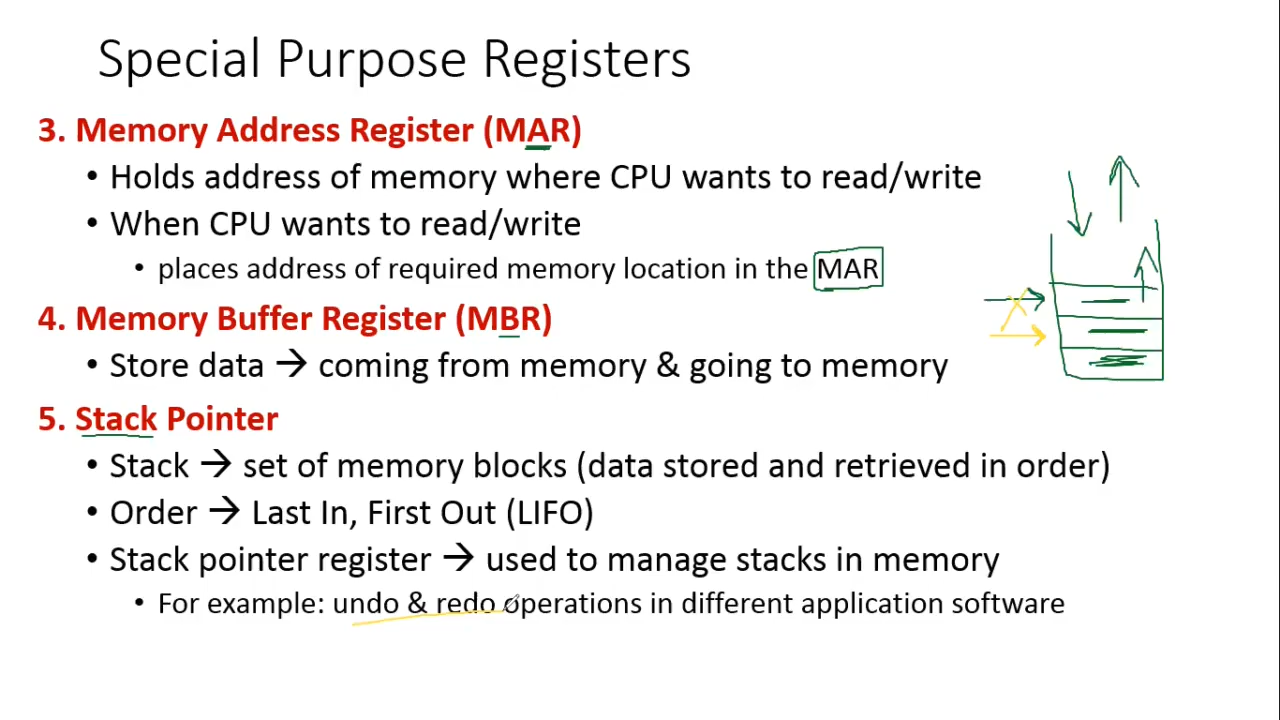 Special Purpose Registers
3. Memory Address Register (MAR)
• Holds address of memory where CPU wants to read/write
• When CPU wants to read/write
• places address of required memory location in the MAR
4. Memory Buffer Register (MBR)
• Store data → coming from memory & going to memory
5. Stack Pointer
• Stack → set of memory blocks (data stored and retrieved in order)
• Order → Last In, First Out (LIFO)
• Stack pointer register → used to manage stacks in memory
• For example: undo & redo operations in different application software